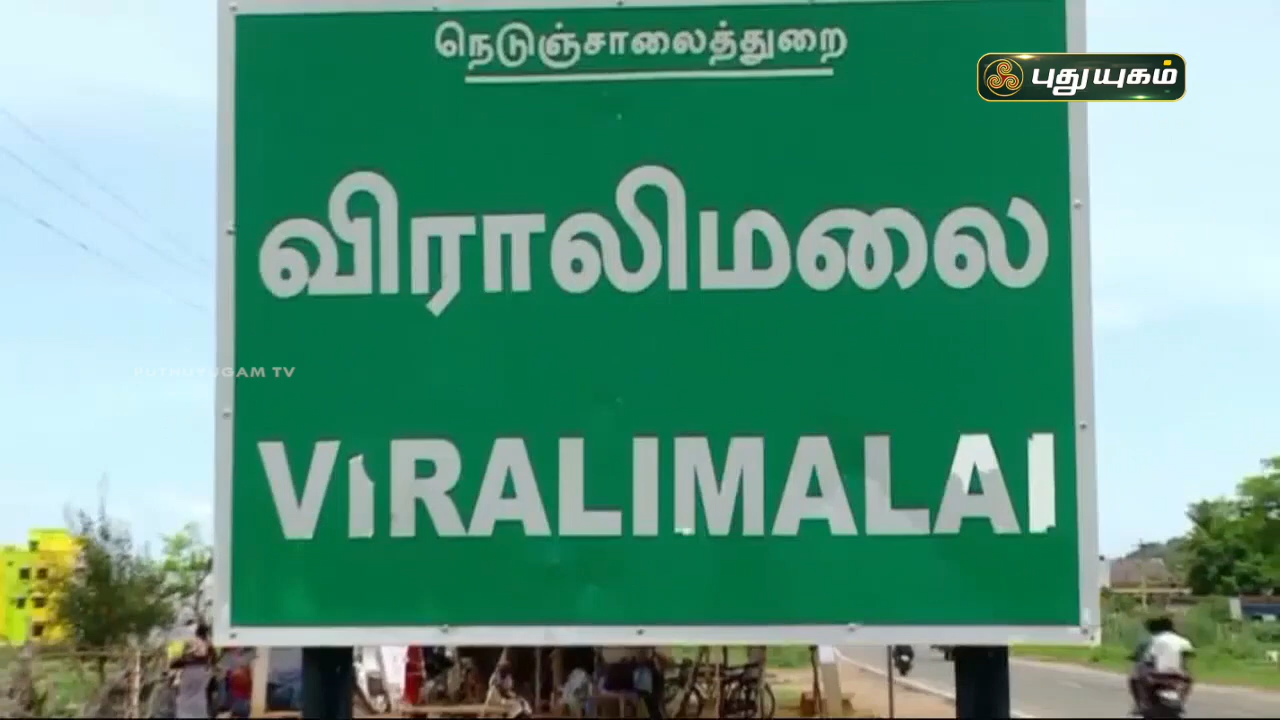 நெடுஞ்சாலைத்துறை
புதுயுகம்
விராலிமலை
PUTHUYUGAM TV
VIRALIMALAI